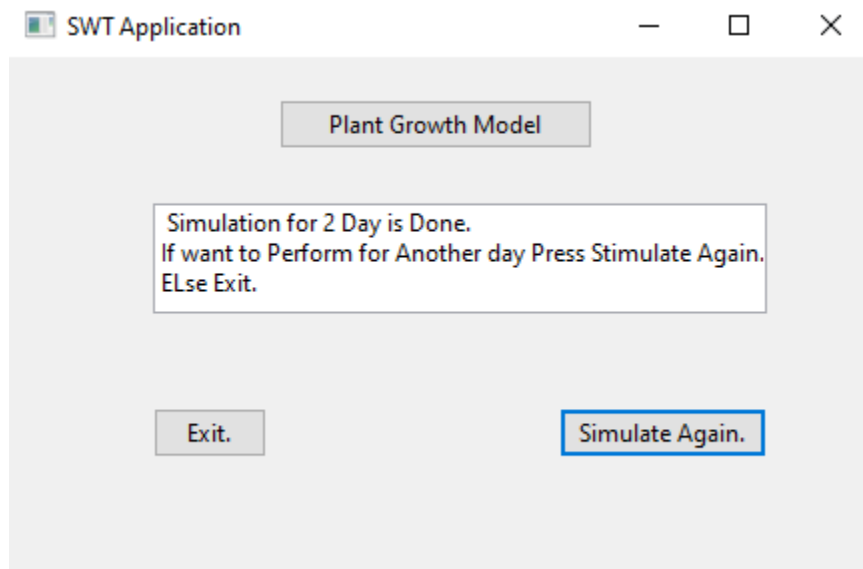 SWT Application
Plant Growth Model
Simulation for 2 Day is Done.
If want to Perform for Another day Press Stimulate Again.
ELse Exit.
Exit.
Simulate Again.